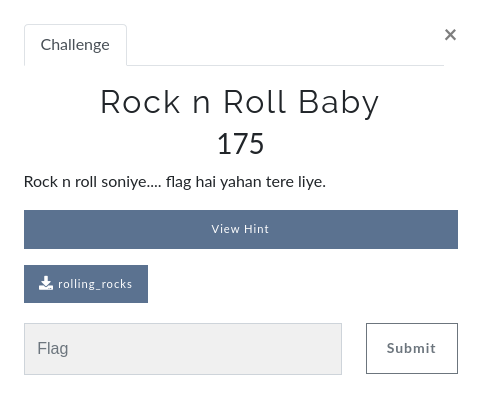 Challenge
×
Rock n Roll Baby
175
Rock n roll soniye.... flag hai yahan tere liye.
View Hint
rolling_rocks
Flag
Submit